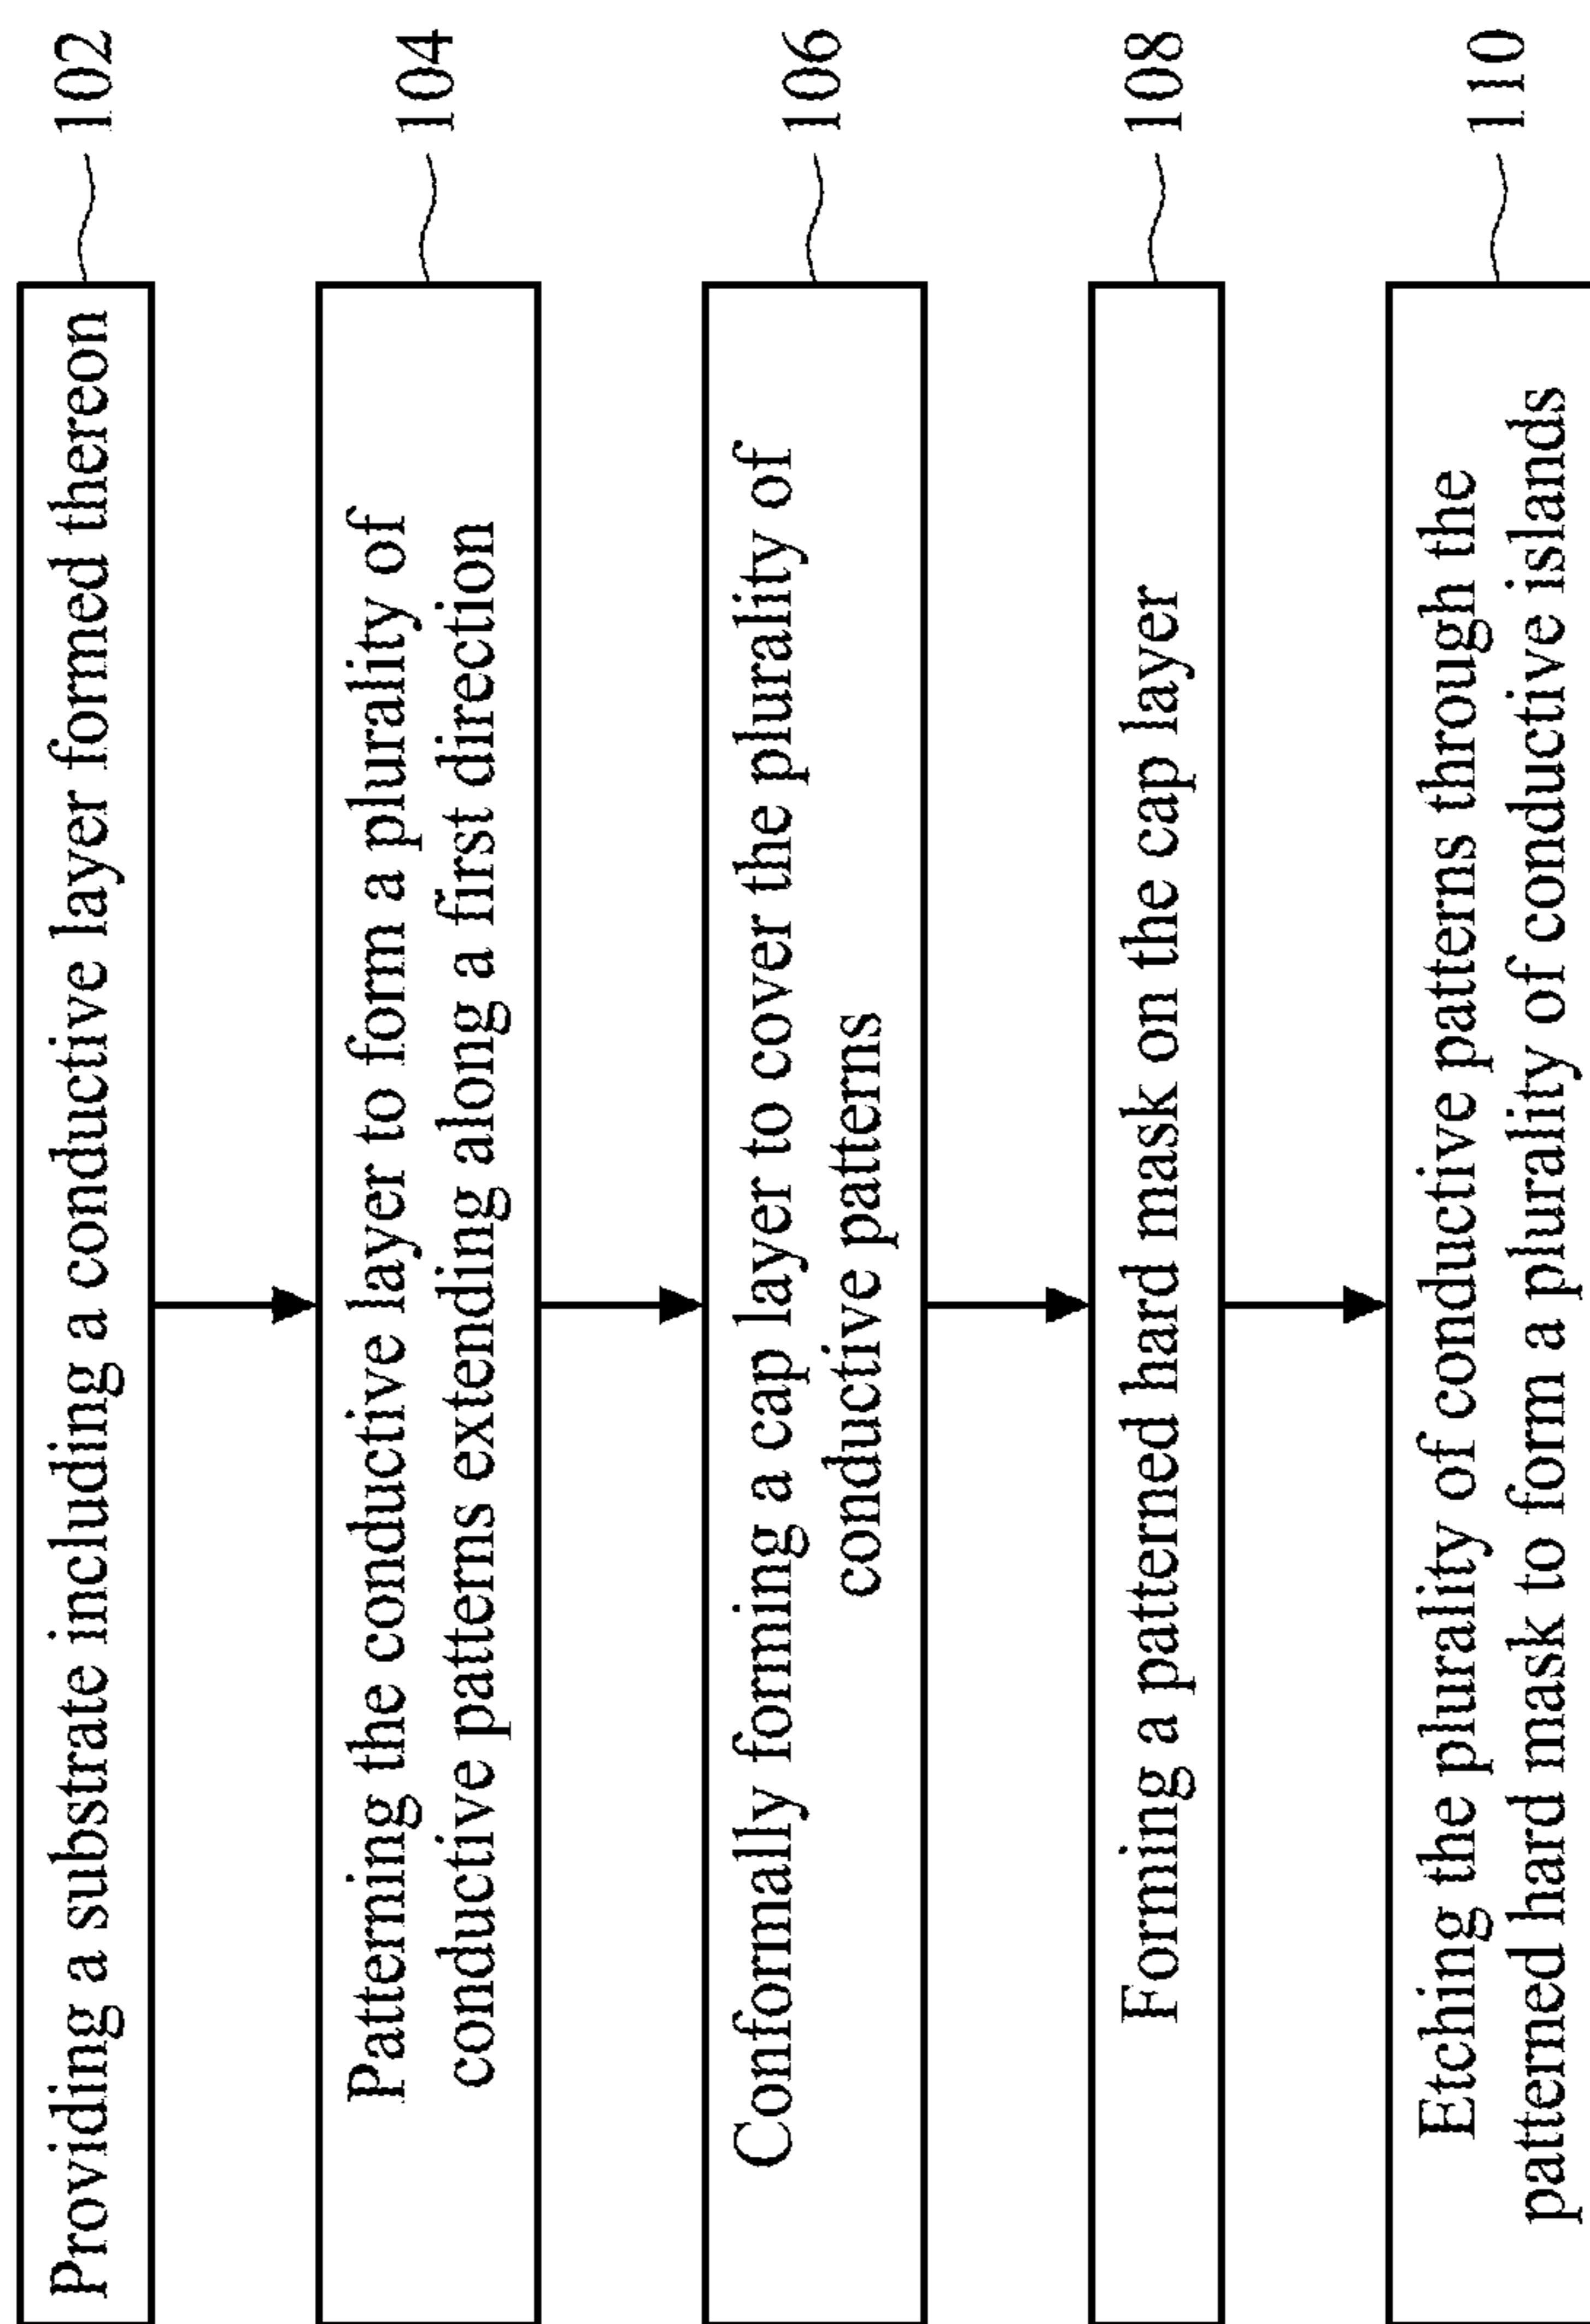 Providing a substrate including a conductive layer formed thereon
102
Patterning the conductive layer to form a plurality of
conductive patterns extending along a first direction
104
Conformally forming a cap layer to cover the plurality of
conductive patterns
106
Forming a patterned hard mask on the cap layer
108
Etching the plurality of conductive patterns through the
patterned hard mask to form a plurality of conductive islands
110